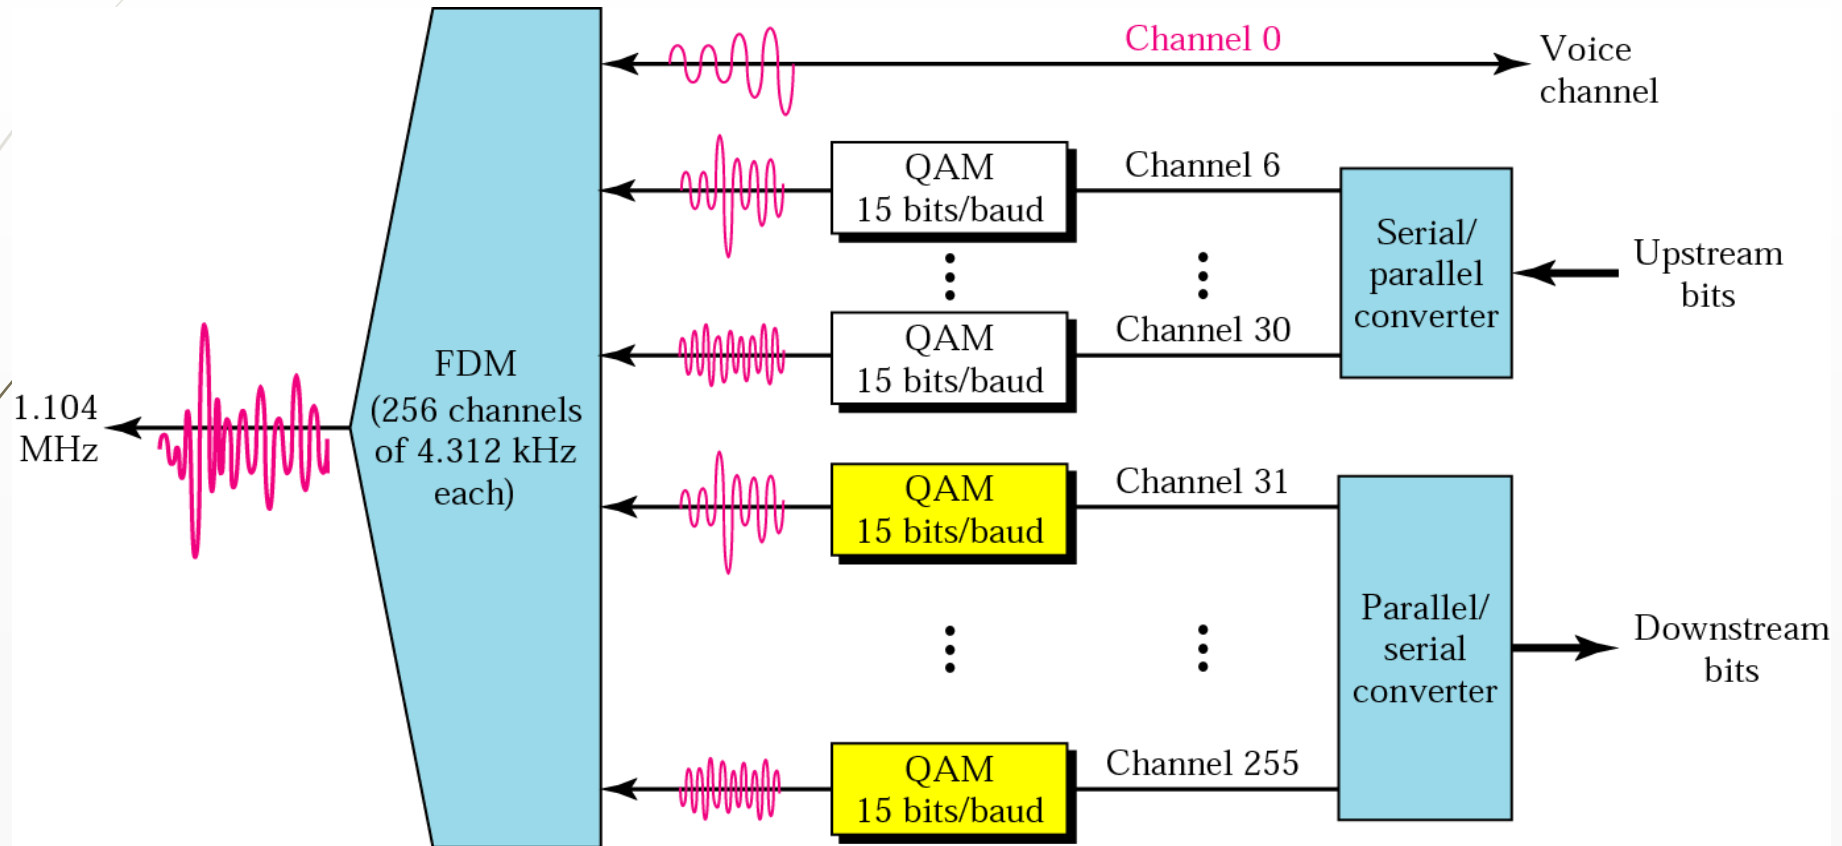 Channel 0
Voice
channel
QAM
15 bits/baud
Channel 6
Serial/
parallel
converter
Upstream
bits
QAM
15 bits/baud
Channel 30
1.104
MHz
FDM
(256 channels
of 4.312 kHz
each)
QAM
15 bits/baud
Channel 31
Parallel/
serial
converter
Downstream
bits
QAM
15 bits/baud
Channel 255